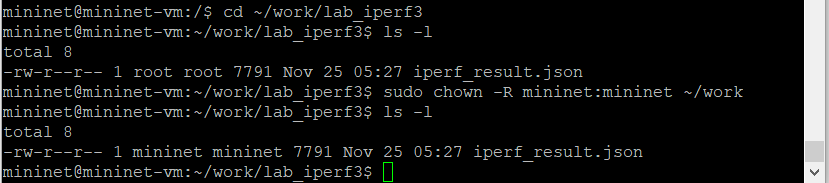 mininet@mininet-vm:/$ cd ~/work/lab_iperf3
mininet@mininet-vm:~/work/lab_iperf3$ ls -l
total 8
-rw-r--r-- 1 root root 7791 Nov 25 05:27 iperf_result.json
mininet@mininet-vm:~/work/lab_iperf3$ sudo chown -R mininet:mininet ~/work
mininet@mininet-vm:~/work/lab_iperf3$ ls -l
total 8
-rw-r--r-- 1 mininet mininet 7791 Nov 25 05:27 iperf_result.json
mininet@mininet-vm:~/work/lab_iperf3$